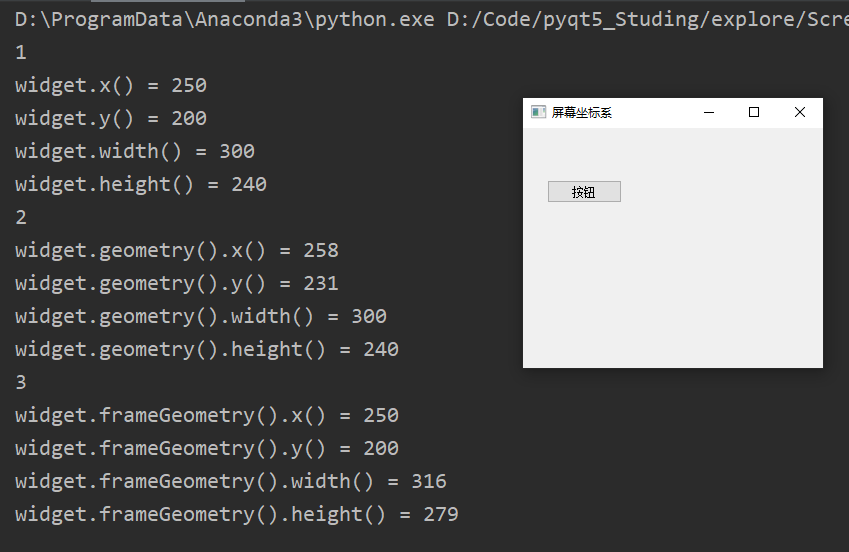 D:\ProgramData\Anaconda3\python.exe D:/Code/pyqt5_Studing/explore/Scre
1
widget.x() = 250
widget.y() = 200
widget.width() = 300
widget.height() = 240
2
widget.geometry().x() = 258
widget.geometry().y() = 231
widget.geometry().width() = 300
widget.geometry().height() = 240
3
widget.frameGeometry().x() = 250
widget.frameGeometry().y() = 200
widget.frameGeometry().width() = 316
widget.frameGeometry().height() = 279
屏幕坐标系
按钮